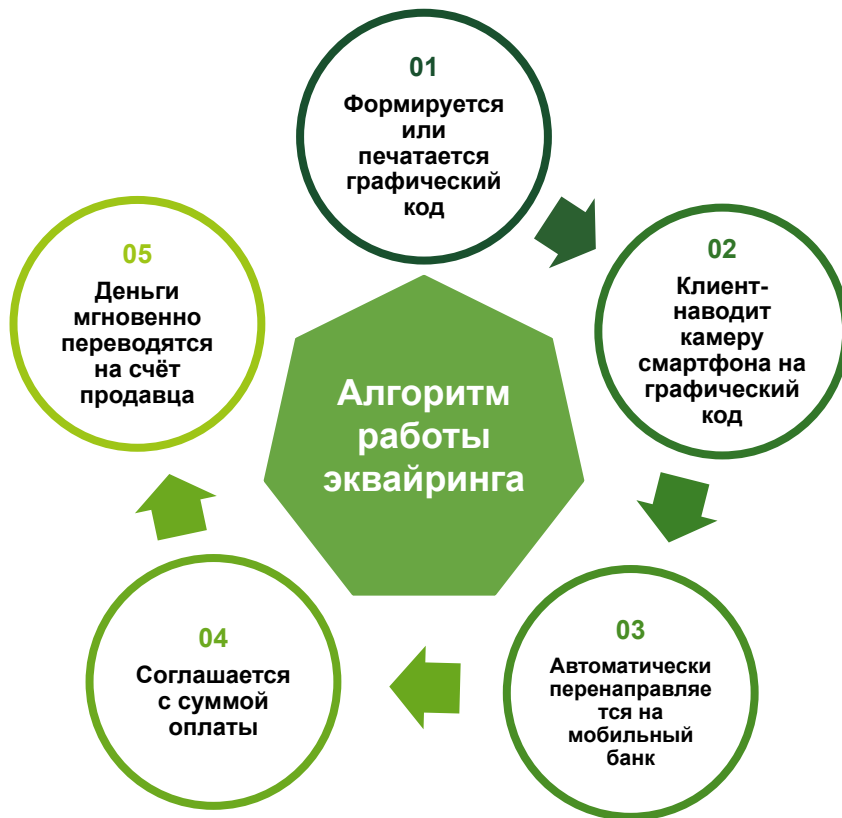 01
Формируется
или
печатается
графический
код
02
Клиент-
наводит
камеру
смартфона на
графический
код
03
Автоматически
перенаправляе
тся на
мобильный
банк
04
Соглашается
с суммой
оплаты
05
Деньги
мгновенно
переводятся
на счёт
продавца
Алгоритм
работы
эквайринга